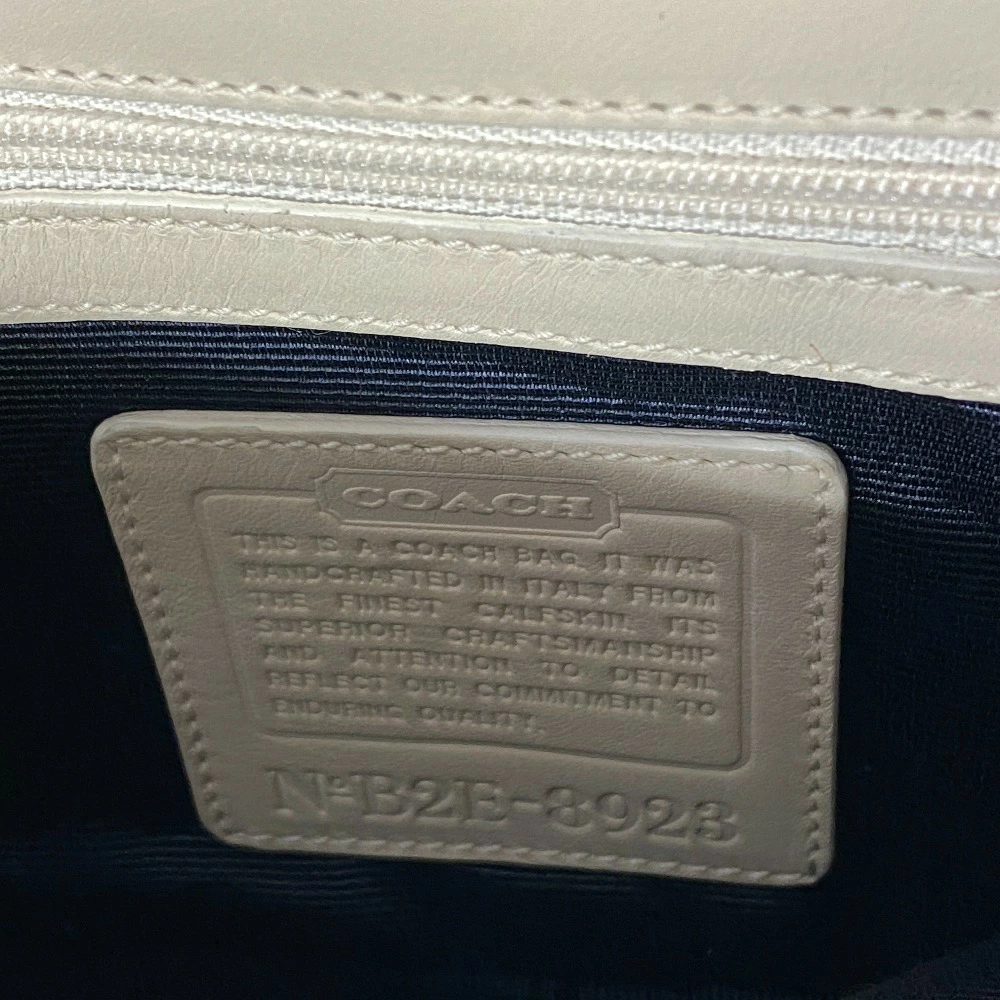 COACH
THIS IS A COACH BAG. IT WAS
HANDCRAFTED IN ITALY FROM
THE FINEST CALFSKIN. ITS
SUPERIOR CRAFTSMANSHIP
AND ATTENTION TO DETAIL
REFLECT OUR COMMITMENT TO
ENDURING QUALITY.
Nº B2E-8923